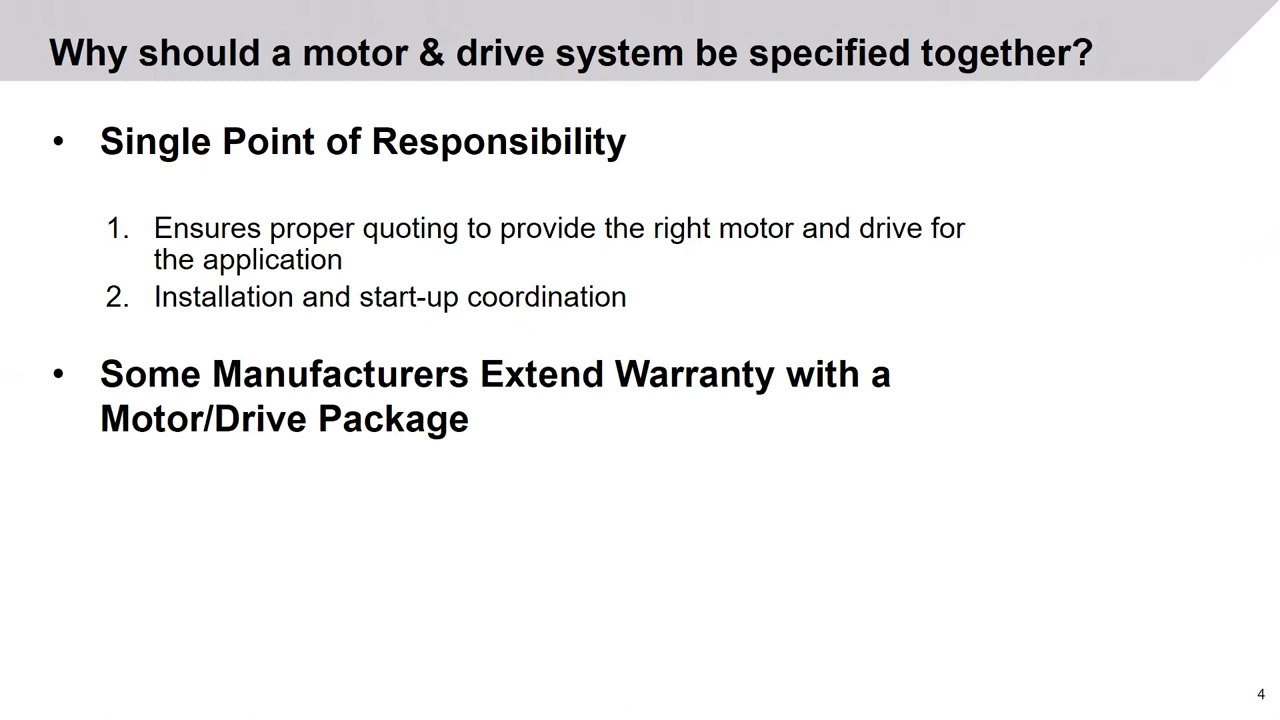 Why should a motor & drive system be specified together?
• Single Point of Responsibility
1. Ensures proper quoting to provide the right motor and drive for
the application
2. Installation and start-up coordination
• Some Manufacturers Extend Warranty with a
Motor/Drive Package
4